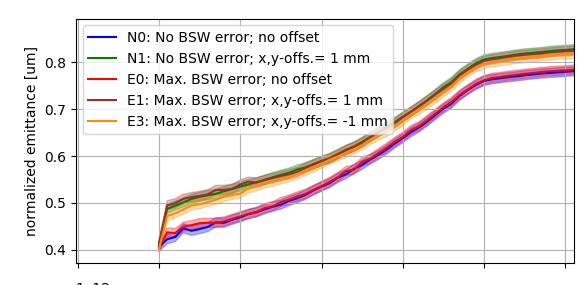 N0: No BSW error; no offset
N1: No BSW error; x,y-offs.= 1 mm
E0: Max. BSW error; no offset
E1: Max. BSW error; x,y-offs.= 1 mm
E3: Max. BSW error; x,y-offs.= -1 mm
normalized emittance [um]
0.8
0.7
0.6
0.5
0.4